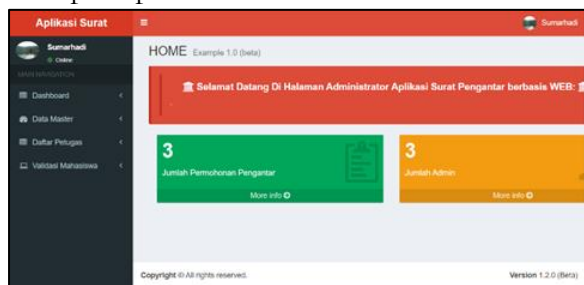 Aplikasi Surat
Sumarhadi
Sumarhadi
Online
MAIN NAVIGATION
Dashboard
Data Master
Daftar Petugas
Validasi Mahasiswa
HOME Example 1.0 (beta)
Selamat Datang Di Halaman Administrator Aplikasi Surat Pengantar berbasis WEB:
3
Jumlah Permohonan Pengantar
More info
3
Jumlah Admin
More info
Copyright © All rights reserved.
Version 1.2.0 (Beta)